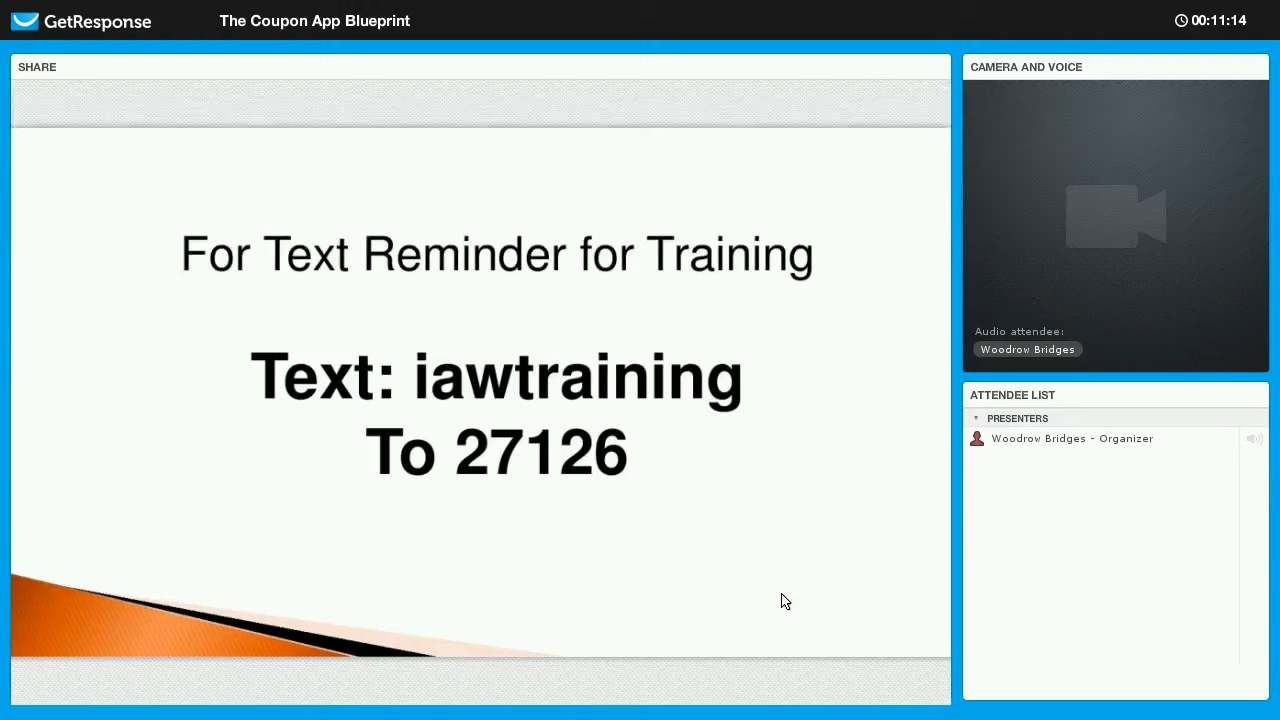 GetResponse
The Coupon App Blueprint
00:11:14
SHARE
For Text Reminder for Training
Text: iawtraining
To 27126
CAMERA AND VOICE
Audio attendee:
Woodrow Bridges
ATTENDEE LIST
PRESENTERS
Woodrow Bridges - Organizer